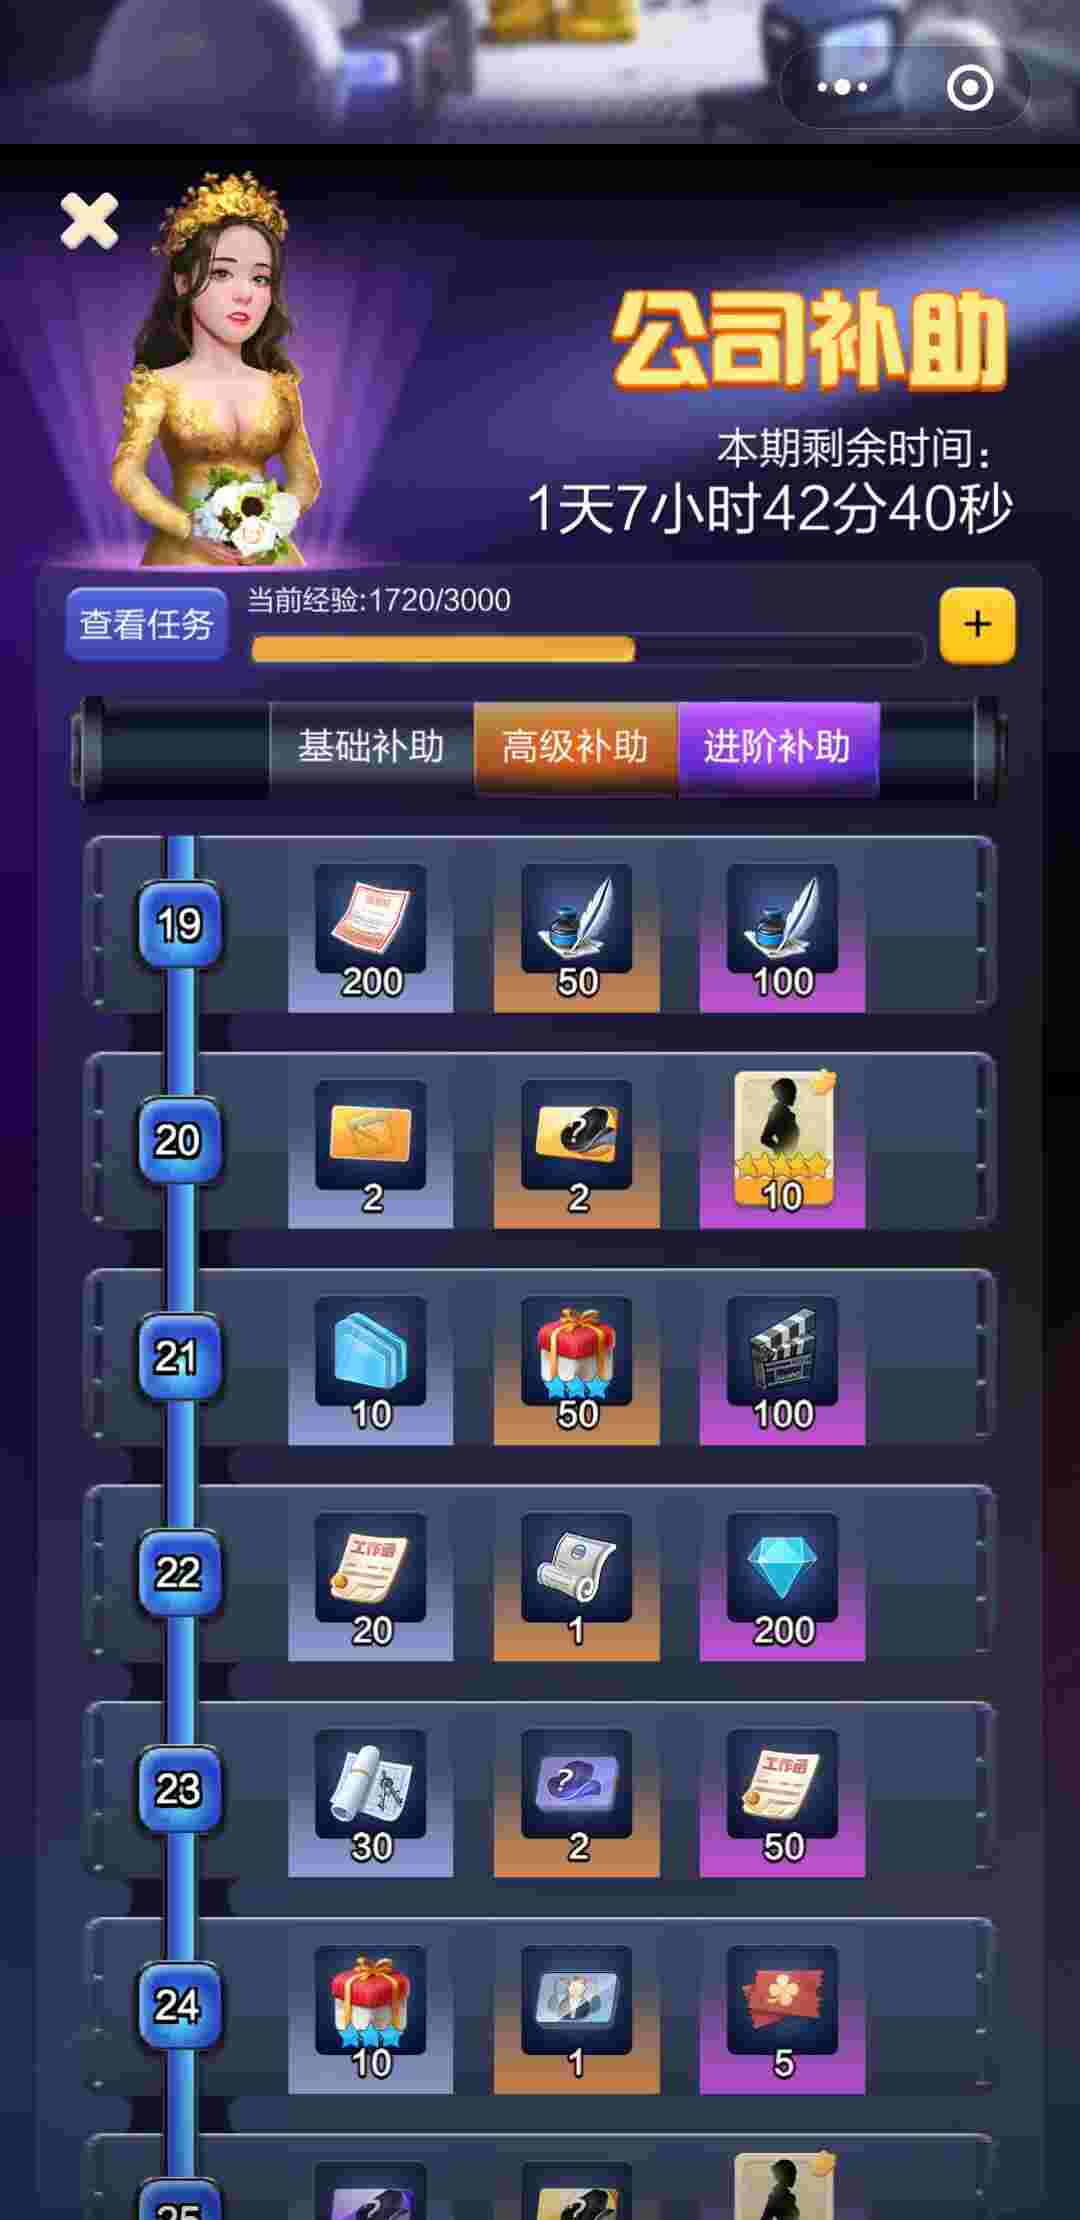 公司补助
本期剩余时间：
1天7小时42分40秒
查看任务
当前经验:1720/3000
+
基础补助 高级补助 进阶补助
19 200 50 100
20 2 ? 2 10
21 10 50 100
22 工作函 20 1 200
23 30 ? 2 工作函 50
24 10 1 5
25 ? ?